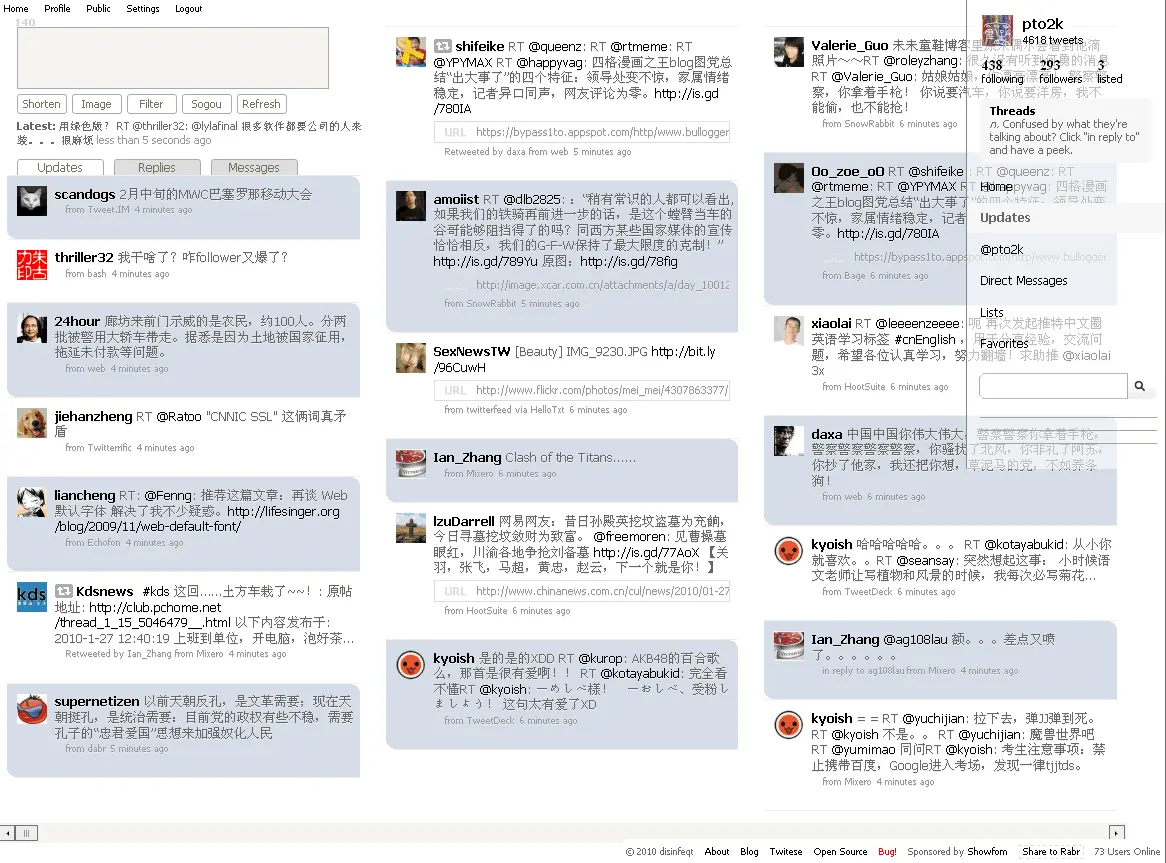 Home Profile Public Settings Logout
140
Shorten Image Filter Sogou Refresh
Latest: 用绿色版？ RT @thriller32: @lylafinal 很多软件都要公司的人来
装。。。很麻烦 less than 5 seconds ago
Updates Replies Messages
scandogs 2月中旬的MWC巴塞罗那移动大会
from Tweet.IM 4 minutes ago
thriller32 我干啥了？咋follower又爆了？
from bash 4 minutes ago
24hour 廊坊来前门示威的是农民，约100人。分两
批被警用大轿车带走。据悉是因为土地被国家征用，
拖延未付款等问题。
from web 4 minutes ago
jiehanzheng RT @Ratoo "CNNIC SSL" 这俩词真矛
盾
from Twitterrific 4 minutes ago
liancheng RT: @Fenng: 推荐这篇文章：再谈 Web
默认字体 解决了我不少疑惑。http://lifesinger.org
/blog/2009/11/web-default-font/
from Echofon 4 minutes ago
kds
Kdsnews #kds 这回……土方车栽了~~！: 原帖
地址: http://club.pchome.net
/thread_1_15_5046479__.html 以下内容发布于:
2010-1-27 12:40:19 上班到单位，开电脑，泡好茶...
Retweeted by Ian_Zhang from Mixero 4 minutes ago
supernetizen 以前天朝反孔，是文革需要；现在天
朝挺孔，是统治需要：目前党的政权有些不稳，需要
孔子的“忠君爱国”思想来加强奴化人民
from dabr 5 minutes ago
shifeike RT @queenz: RT @rtmeme: RT
@YPYMAX RT @happyvag: 四格漫画之王blog图党总
结“出大事了”的四个特征：领导处变不惊，家属情绪
稳定，记者异口同声，网友评论为零。http://is.gd
/780IA
URL https://bypass1to.appspot.com/http/www.bullogger
Retweeted by daxa from web 5 minutes ago
amoiist RT @dlb2825: ：“稍有常识的人都可以看出,
如果我们的铁骑再前进一步的话，是这个螳臂当车的
谷哥能够阻挡得了的吗？同西方某些国家媒体的宣传
恰恰相反，我们的G-F-W保持了最大限度的克制！”
http://is.gd/789Yu 原图: http://is.gd/78fig
http://image.xcar.com.cn/attachments/a/day_10012
from SnowRabbit 5 minutes ago
SexNewsTW [Beauty] IMG_9230.JPG http://bit.ly
/96CuwH
URL http://www.flickr.com/photos/mei_mei/4307863377/
from twitterfeed via HelloTxt 6 minutes ago
Ian_Zhang Clash of the Titans……
from Mixero 6 minutes ago
lzuDarrell 网易网友：昔日孙殿英挖坟盗墓为充餉，
今日寻墓挖坟敛财为致富。 @freemoren: 见曹操墓
眼红，川渝各地争抢刘备墓 http://is.gd/77AoX 【关
羽，张飞，马超，黄忠，赵云，下一个就是你！】
URL http://www.chinanews.com.cn/cul/news/2010/01-27
from HootSuite 6 minutes ago
kyoish 是的是的XDD RT @kurop: AKB48的百合歌
么，那首是很有爱啊！！ RT @kotayabukid: 完全看
不懂RT @kyoish: 一めしべ樣！ 一おしべ、受粉し
ましょう！ 这句太有爱了XD
from TweetDeck 6 minutes ago
Valerie_Guo
RT @Valerie_Guo: 姑娘姑娘
察，你拿着手枪！ 你说要汽车，你说要洋房，我不
能偷，也不能抢！
from SnowRabbit 6 minutes ago
Oo_zoe_oO RT @shifeike : RT @queenz: RT
@rtmeme: RT @YPYMAX RT @happyvag: 四格漫画
之王blog图党总结“出大事了”的四个特征：领导处变
不惊，家属情绪稳定，记者
零。http://is.gd/780IA
https://bypass1to.appspot.com/http/www.bullogger
from Bage 6 minutes ago
xiaolai RT @leeeenzeeee: 呃 再次发起推特中文圈
英语学习标签 #cnEnglish ，用于分享经验，交流问
题，希望各位认真学习，努力翻墙！求助推 @xiaolai
3x
from HootSuite 6 minutes ago
daxa 中国中国你伟大伟大，警察警察你拿着手枪，
警察警察警察警察，你骚扰了北风，你非礼了阿苏，
你抄了他家，我还把你想，草泥马的党，不如养条
狗！
from web 6 minutes ago
kyoish 哈哈哈哈哈。。。 RT @kotayabukid: 从小你
就喜欢。。RT @seansay: 突然想起这事： 小时候语
文老师让写植物和风景的时候，我每次必写菊花...
from TweetDeck 6 minutes ago
Ian_Zhang @ag108lau 额。。。差点又喷
了。。。。。。
in reply to ag108lau from Mixero 4 minutes ago
kyoish = = RT @yuchijian: 拉下去，弹JJ弹到死。
RT @kyoish 不是。。 RT @yuchijian: 魔兽世界吧
RT @yumimao 同问RT @kyoish: 考生注意事项：禁
止携带百度，Google进入考场，发现一律tjjtds。
from Mixero 4 minutes ago
pto2k
4618 tweets
438 293 3
following followers listed
Threads
n. Confused by what they're
talking about? Click "in reply to"
and have a peek.
Home
Updates
@pto2k
Direct Messages
Lists
Favorites
© 2010 disinfeqt About Blog Twitese Open Source Bug! Sponsored by Showfom Share to Rabr 73 Users Online